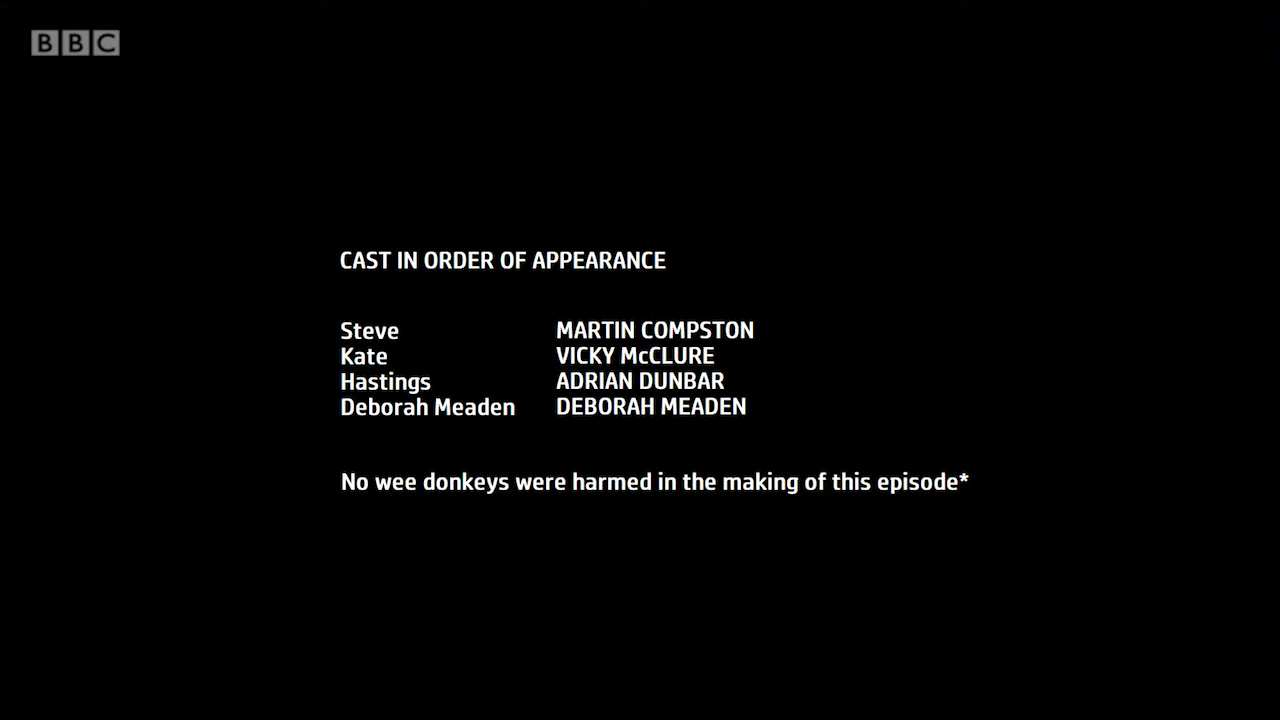 BBC
CAST IN ORDER OF APPEARANCE
Steve MARTIN COMPSTON
Kate VICKY McCLURE
Hastings ADRIAN DUNBAR
Deborah Meaden DEBORAH MEADEN
No wee donkeys were harmed in the making of this episode*